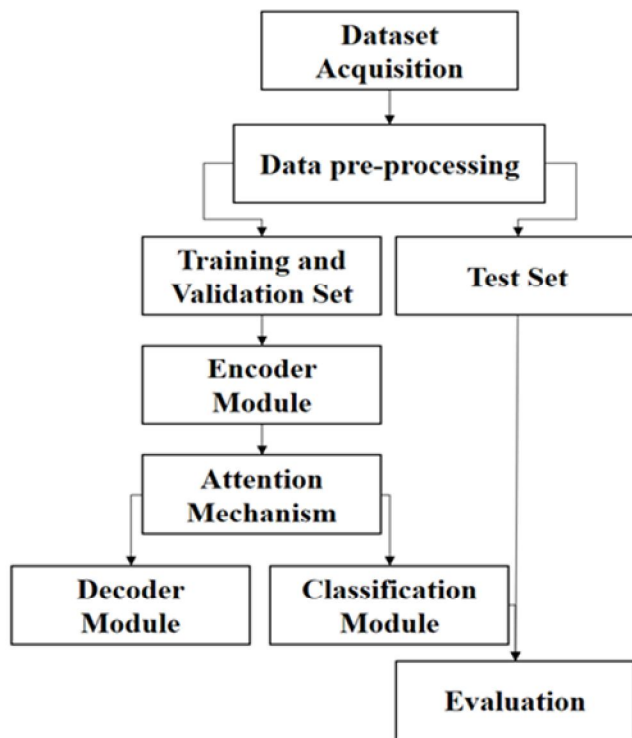 Dataset
Acquisition
Data pre-processing
Training and
Validation Set
Test Set
Encoder
Module
Attention
Mechanism
Decoder
Module
Classification
Module
Evaluation